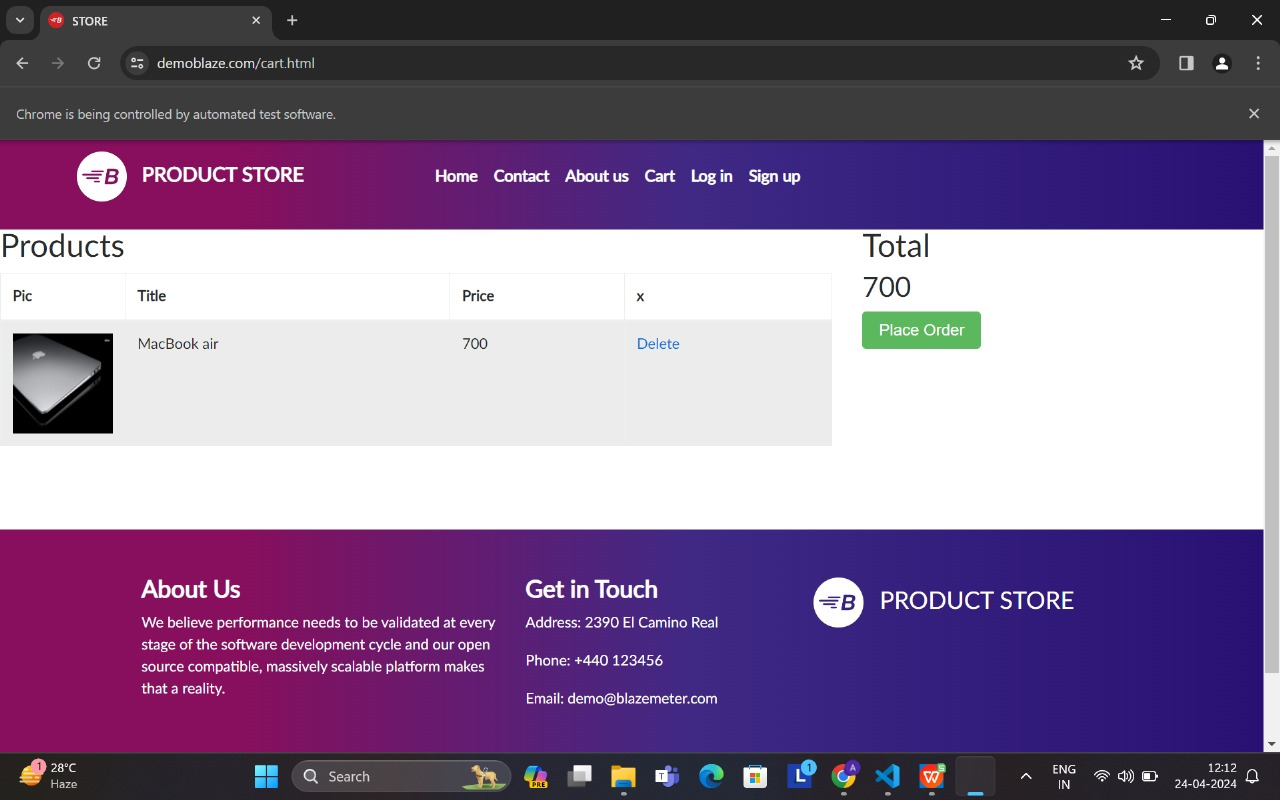 STORE
demoblaze.com/cart.html
Chrome is being controlled by automated test software.
B PRODUCT STORE
Home Contact About us Cart Log in Sign up
Products
Pic Title Price x
MacBook air 700 Delete
Total
700
Place Order
About Us
We believe performance needs to be validated at every
stage of the software development cycle and our open
source compatible, massively scalable platform makes
that a reality.
Get in Touch
Address: 2390 El Camino Real
Phone: +440 123456
Email: demo@blazemeter.com
B PRODUCT STORE
1
28°C
Haze
Search
PRE
T
L
1
A
W
S
ENG
IN
12:12
24-04-2024